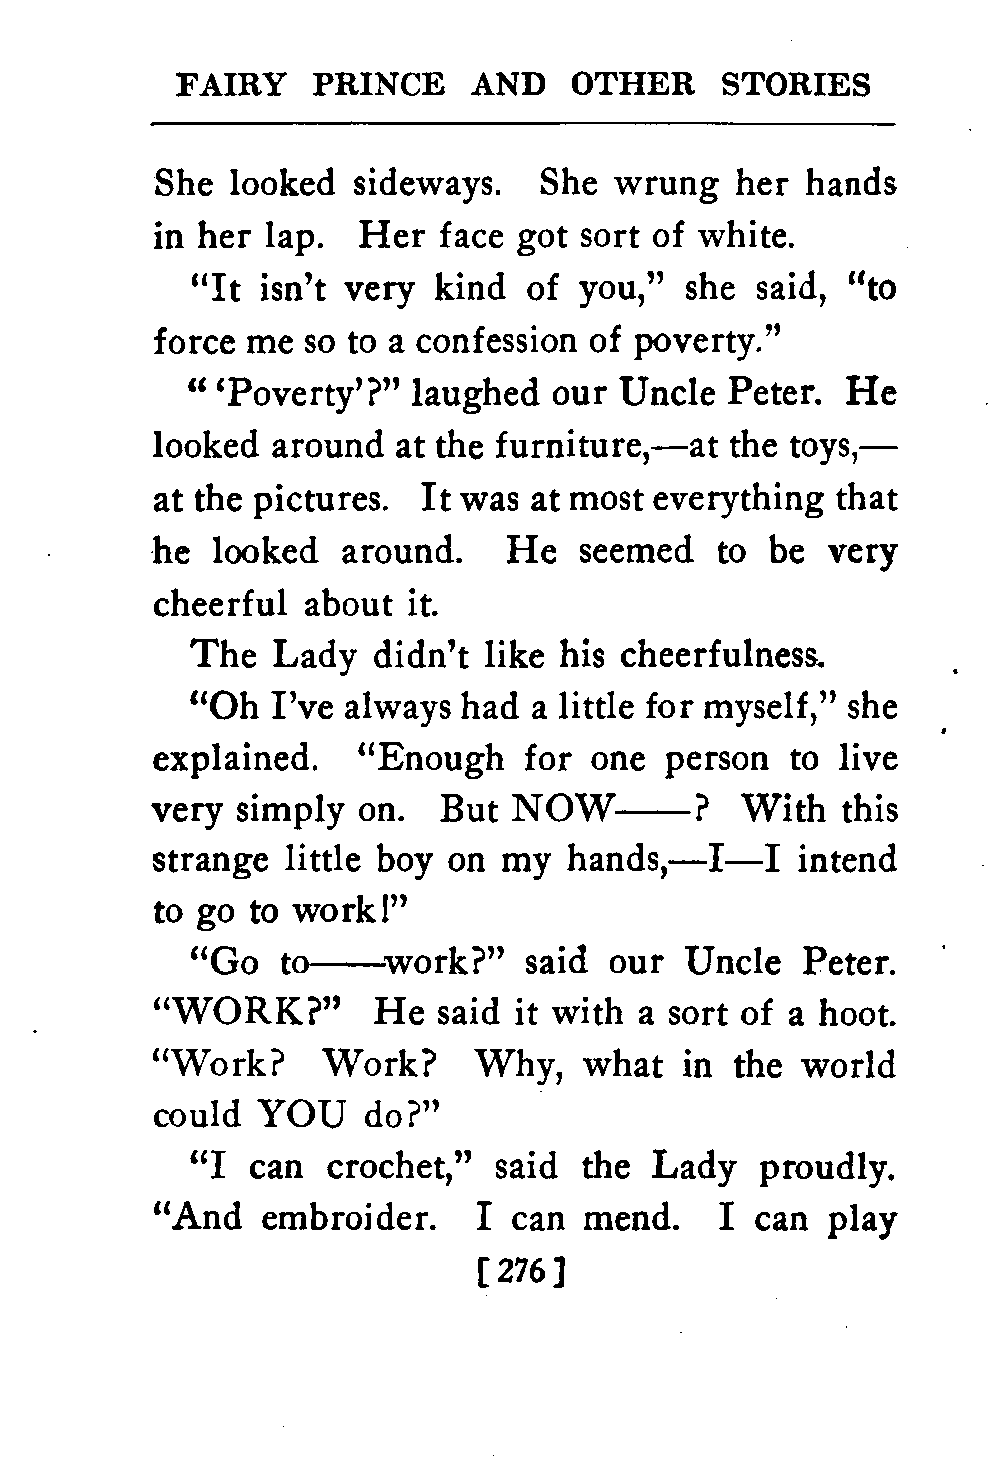 FAIRY PRINCE AND OTHER STORIES
She looked sideways. She wrung her hands
in her lap. Her face got sort of white.
“It isn’t very kind of you,” she said, “to
force me so to a confession of poverty.”
“ ‘Poverty’?” laughed our Uncle Peter. He
looked around at the furniture,—at the toys,—
at the pictures. It was at most everything that
he looked around. He seemed to be very
cheerful about it.
The Lady didn’t like his cheerfulness.
“Oh I’ve always had a little for myself,” she
explained. “Enough for one person to live
very simply on. But NOW——? With this
strange little boy on my hands,—I—I intend
to go to work!”
“Go to——work?” said our Uncle Peter.
“WORK?” He said it with a sort of a hoot.
“Work? Work? Why, what in the world
could YOU do?”
“I can crochet,” said the Lady proudly.
“And embroider. I can mend. I can play
[ 276 ]